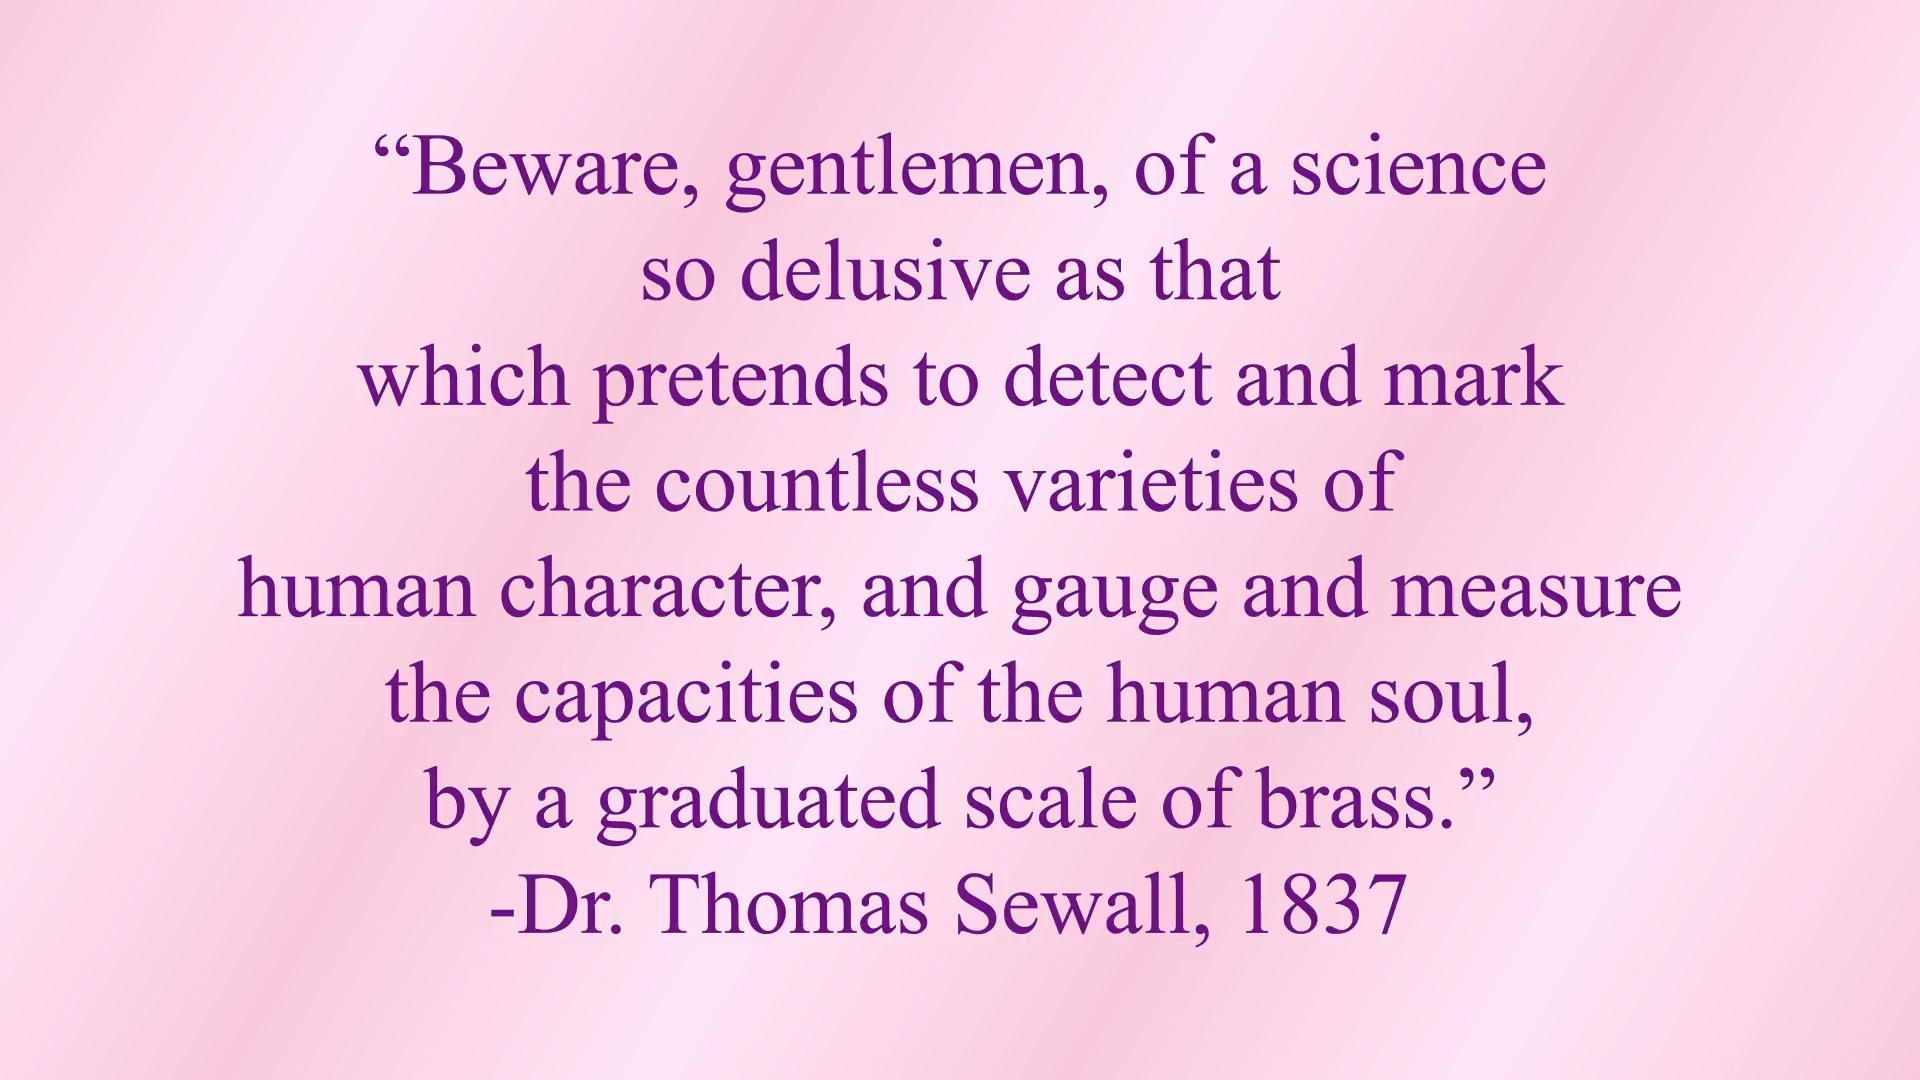 “Beware, gentlemen, of a science
so delusive as that
which pretends to detect and mark
the countless varieties of
human character, and gauge and measure
the capacities of the human soul,
by a graduated scale of brass.”
-Dr. Thomas Sewall, 1837